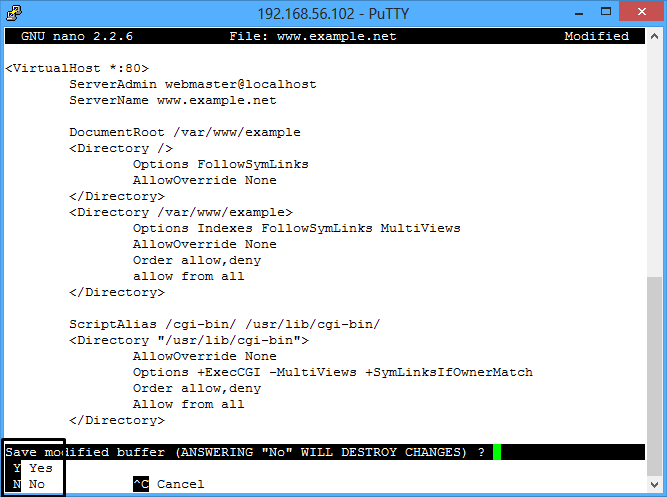 192.168.56.102 - PuTTY
GNU nano 2.2.6 File: www.example.net Modified
<VirtualHost *:80>
ServerAdmin webmaster@localhost
ServerName www.example.net
DocumentRoot /var/www/example
<Directory />
Options FollowSymLinks
AllowOverride None
</Directory>
<Directory /var/www/example>
Options Indexes FollowSymLinks MultiViews
AllowOverride None
Order allow,deny
allow from all
</Directory>
ScriptAlias /cgi-bin/ /usr/lib/cgi-bin/
<Directory "/usr/lib/cgi-bin">
AllowOverride None
Options +ExecCGI -MultiViews +SymLinksIfOwnerMatch
Order allow,deny
Allow from all
</Directory>
Save modified buffer (ANSWERING "No" WILL DESTROY CHANGES) ?
Y Yes
N No ^C Cancel